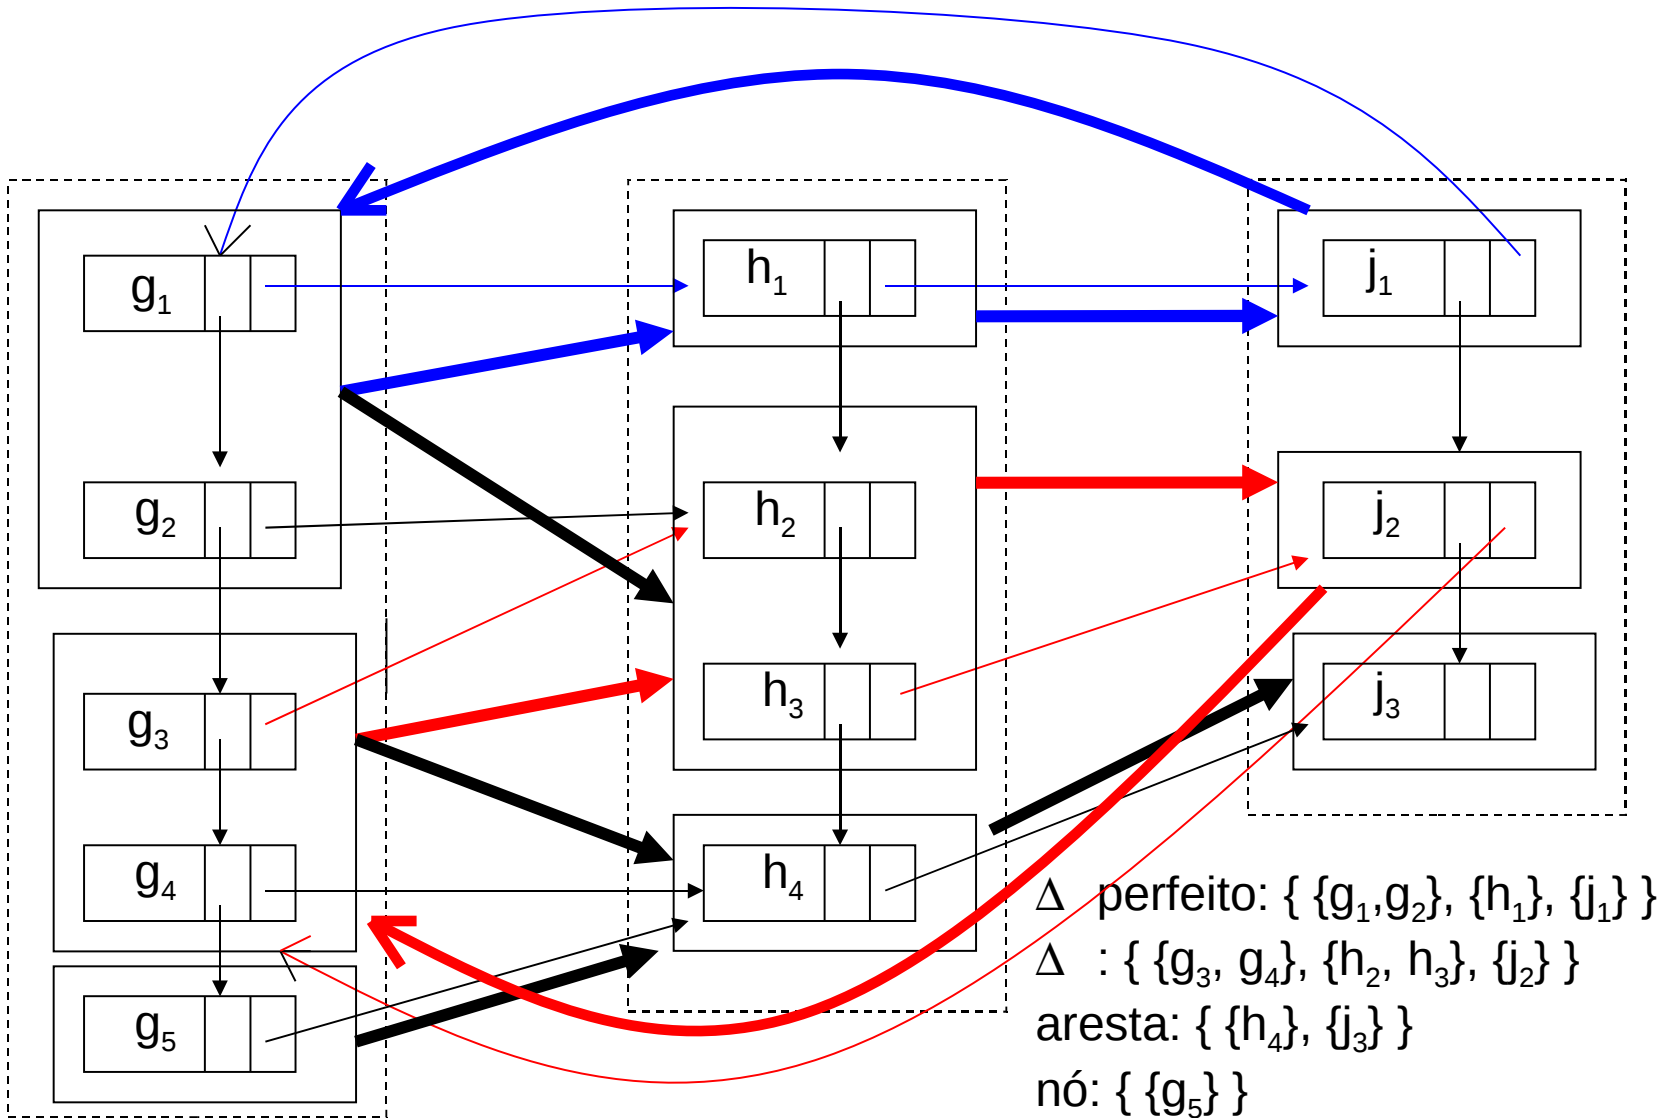 g₁ h₁ j₁
g₂ h₂ j₂
g₃ h₃ j₃
g₄ h₄
g₅
Δ perfeito: { {g₁,g₂}, {h₁}, {j₁} }
Δ : { {g₃, g₄}, {h₂, h₃}, {j₂} }
aresta: { {h₄}, {j₃} }
nó: { {g₅} }